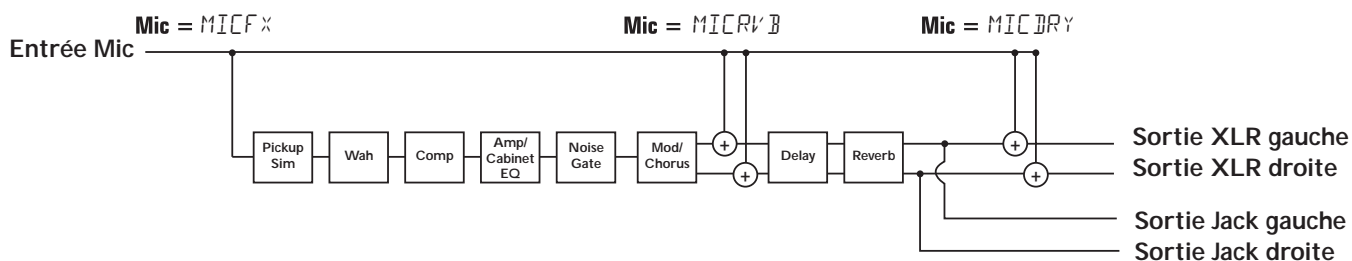 Mic = MICFX Mic = MICRVB Mic = MICDRY
Entrée Mic
Pickup Sim
Wah
Comp
Amp/ Cabinet EQ
Noise Gate
Mod/ Chorus
+
+
Delay
Reverb
+
+
Sortie XLR gauche
Sortie XLR droite
Sortie Jack gauche
Sortie Jack droite